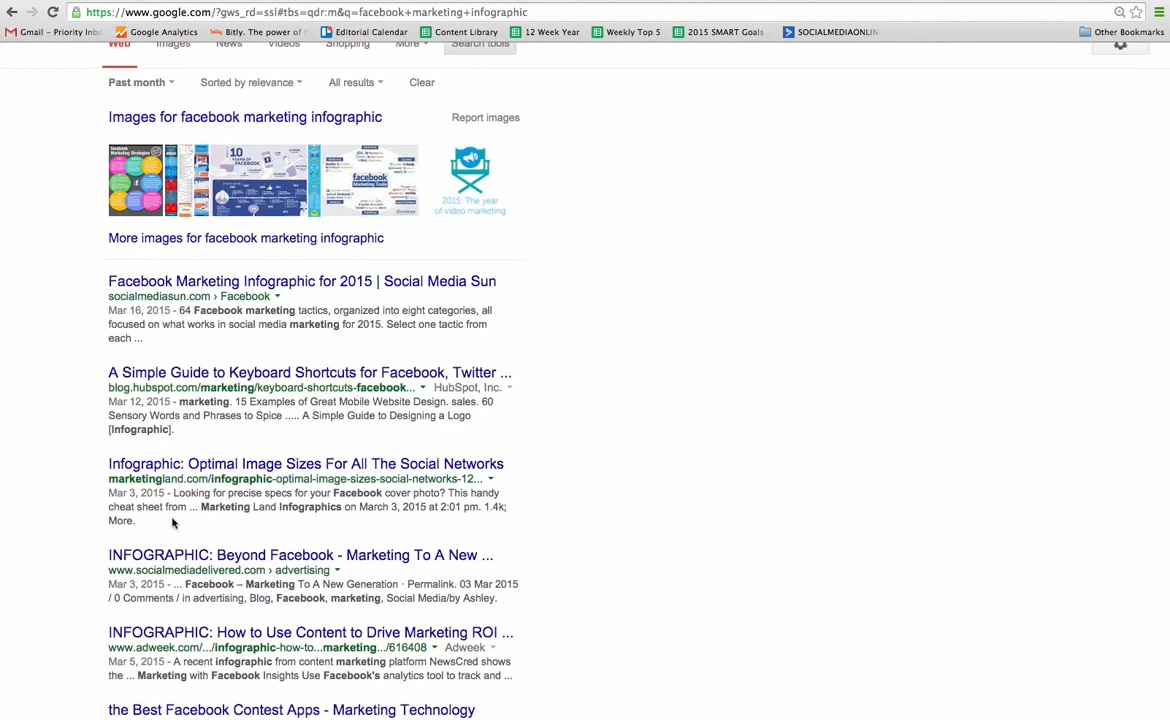 https://www.google.com/?gws_rd=ssl#tbs=qdr:m&q=facebook+marketing+infographic
Gmail - Priority Inbo
Google Analytics
Bitly. The power of t
Editorial Calendar
Content Library
12 Week Year
Weekly Top 5
2015 SMART Goals
SOCIALMEDIAONLIN
Other Bookmarks
Web Images News Videos Shopping More Search tools
Past month Sorted by relevance All results Clear
Images for facebook marketing infographic Report images
facebook
10 YEARS OF FACEBOOK
facebook
Marketing Tools
2015: The year
of video marketing
More images for facebook marketing infographic
Facebook Marketing Infographic for 2015 | Social Media Sun
socialmediasun.com › Facebook
Mar 16, 2015 - 64 Facebook marketing tactics, organized into eight categories, all
focused on what works in social media marketing for 2015. Select one tactic from
each ...
A Simple Guide to Keyboard Shortcuts for Facebook, Twitter ...
blog.hubspot.com/marketing/keyboard-shortcuts-facebook... HubSpot, Inc.
Mar 12, 2015 - marketing. 15 Examples of Great Mobile Website Design. sales. 60
Sensory Words and Phrases to Spice ..... A Simple Guide to Designing a Logo
[Infographic].
Infographic: Optimal Image Sizes For All The Social Networks
marketingland.com/infographic-optimal-image-sizes-social-networks-12...
Mar 3, 2015 - Looking for precise specs for your Facebook cover photo? This handy
cheat sheet from ... Marketing Land Infographics on March 3, 2015 at 2:01 pm. 1.4k;
More.
INFOGRAPHIC: Beyond Facebook - Marketing To A New ...
www.socialmediadelivered.com › advertising
Mar 3, 2015 - ... Facebook – Marketing To A New Generation · Permalink. 03 Mar 2015
/ 0 Comments / in advertising, Blog, Facebook, marketing, Social Media/by Ashley.
INFOGRAPHIC: How to Use Content to Drive Marketing ROI ...
www.adweek.com/.../infographic-how-to...marketing.../616408 Adweek
Mar 5, 2015 - A recent infographic from content marketing platform NewsCred shows
the ... Marketing with Facebook Insights Use Facebook's analytics tool to track and ...
the Best Facebook Contest Apps - Marketing Technology